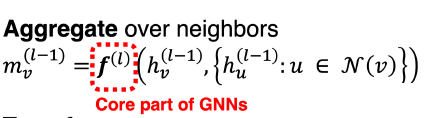 Aggregate over neighbors
m_v^{(l-1)} = f^{(l)}(h_v^{(l-1)}, {h_u^{(l-1)}: u ∈ 𝒩(v)})
Core part of GNNs